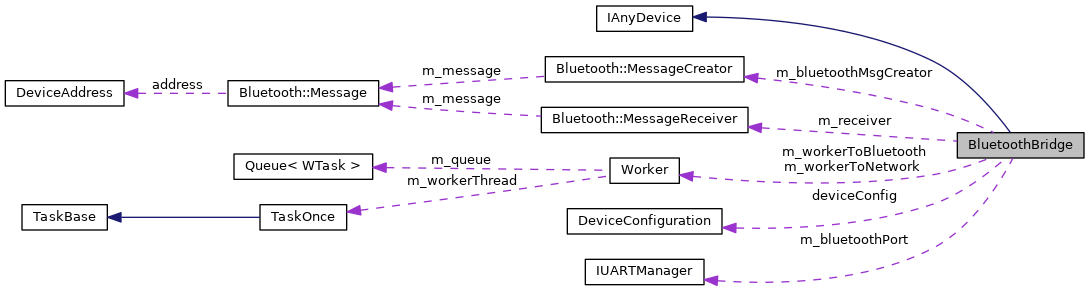 IAnyDevice
Bluetooth::MessageCreator
m_bluetoothMsgCreator
m_message
DeviceAddress
address
Bluetooth::Message
m_message
Bluetooth::MessageReceiver
m_receiver
BluetoothBridge
Queue< WTask >
m_queue
Worker
m_workerToBluetooth
m_workerToNetwork
m_workerThread
TaskBase
TaskOnce
DeviceConfiguration
deviceConfig
IUARTManager
m_bluetoothPort